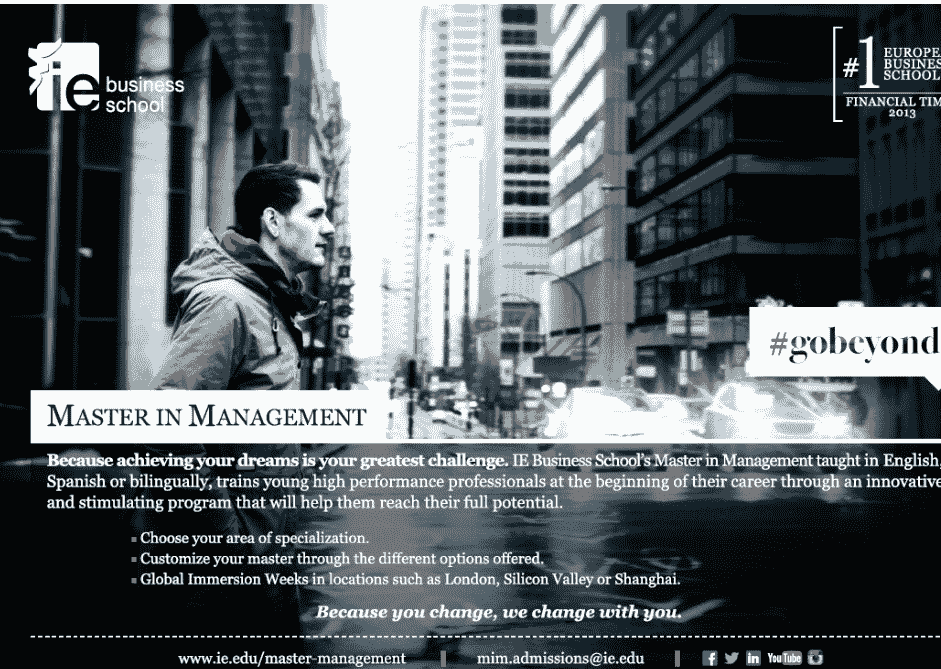 ie business
school
#1 EUROPE
BUSINES
SCHOOL
FINANCIAL TIM
2013
#gobeyond
MASTER IN MANAGEMENT
Because achieving your dreams is your greatest challenge. IE Business School's Master in Management taught in English,
Spanish or bilingually, trains young high performance professionals at the beginning of their career through an innovative
and stimulating program that will help them reach their full potential.
Choose your area of specialization.
Customize your master through the different options offered.
Global Immersion Weeks in locations such as London, Silicon Valley or Shanghai.
Because you change, we change with you.
www.ie.edu/master-management | mim.admissions@ie.edu | f in YouTube